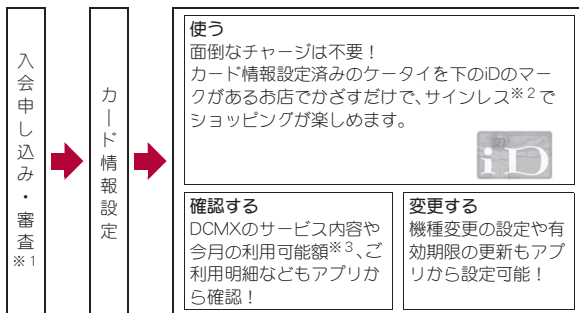 入会申し込み・審査※1
カード情報設定
使う
面倒なチャージは不要！
カード情報設定済みのケータイを下のiDのマー
クがあるお店でかざすだけで、サインレス※2で
ショッピングが楽しめます。
iD
確認する
DCMXのサービス内容や
今月の利用可能額※3、ご
利用明細などもアプリか
ら確認！
変更する
機種変更の設定や有
効期限の更新もアプ
リから設定可能！